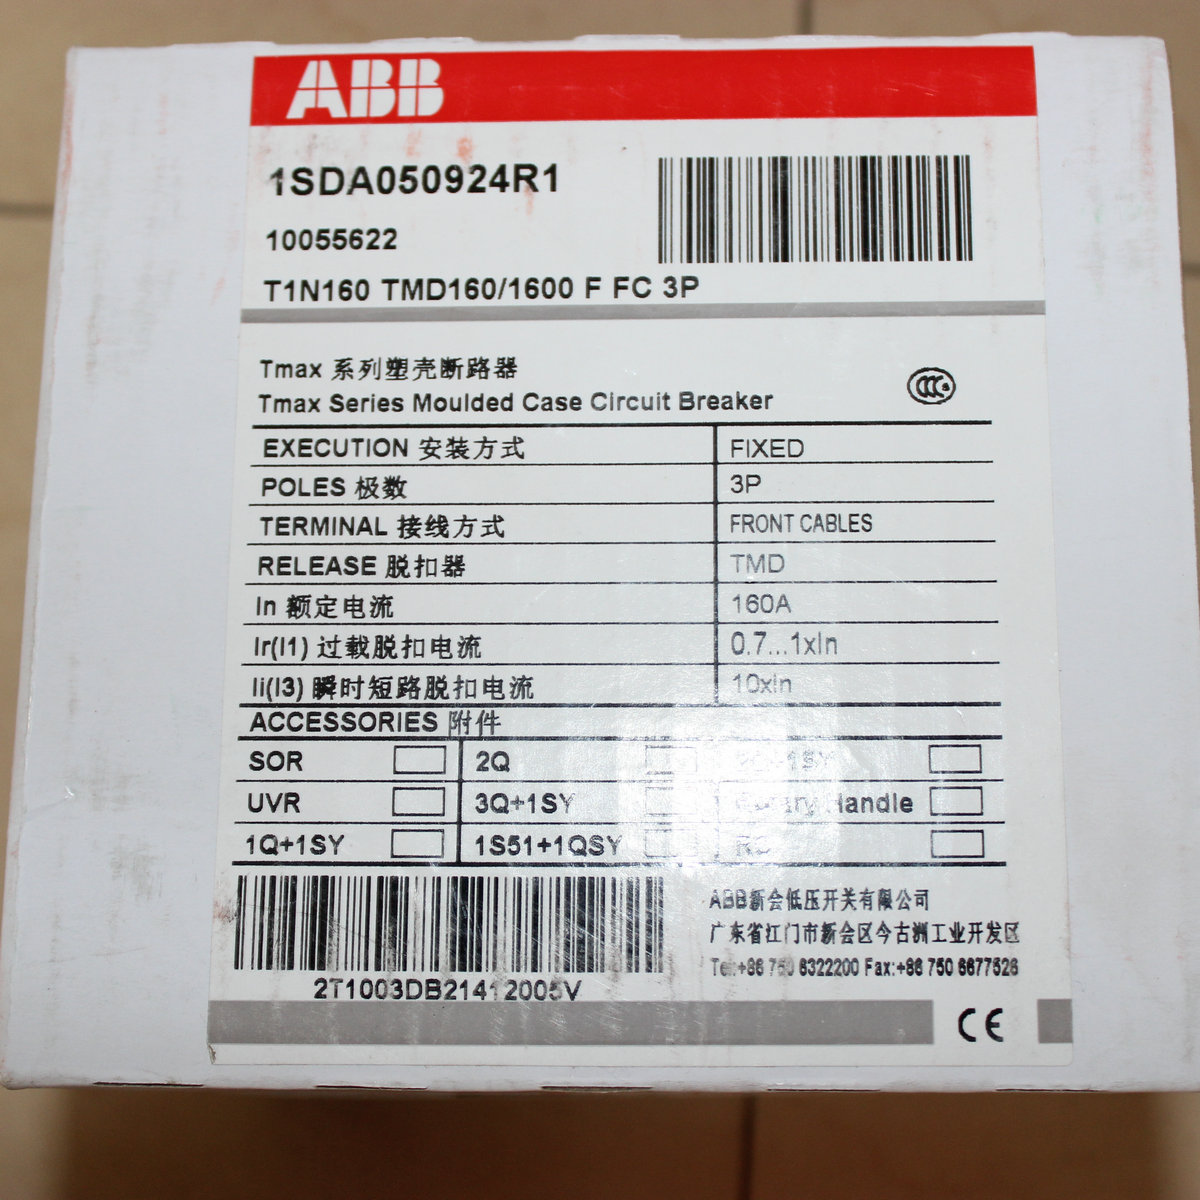 ABB
1SDA050924R1
10055622
T1N160 TMD160/1600 F FC 3P
Tmax 系列塑壳断路器
Tmax Series Moulded Case Circuit Breaker
EXECUTION 安装方式 FIXED
POLES 极数 3P
TERMINAL 接线方式 FRONT CABLES
RELEASE 脱扣器 TMD
In 额定电流 160A
Ir(I1) 过载脱扣电流 0.7...1xIn
Ii(I3) 瞬时短路脱扣电流 10xIn
ACCESSORIES 附件
SOR 2Q
UVR 3Q+1SY Handle
1Q+1SY 1S51+1QSY
ABB新会低压开关有限公司
广东省江门市新会区今古洲工业开发区
6322200 Fax:+86 750 6677526
2T1003DB21412005V
CE